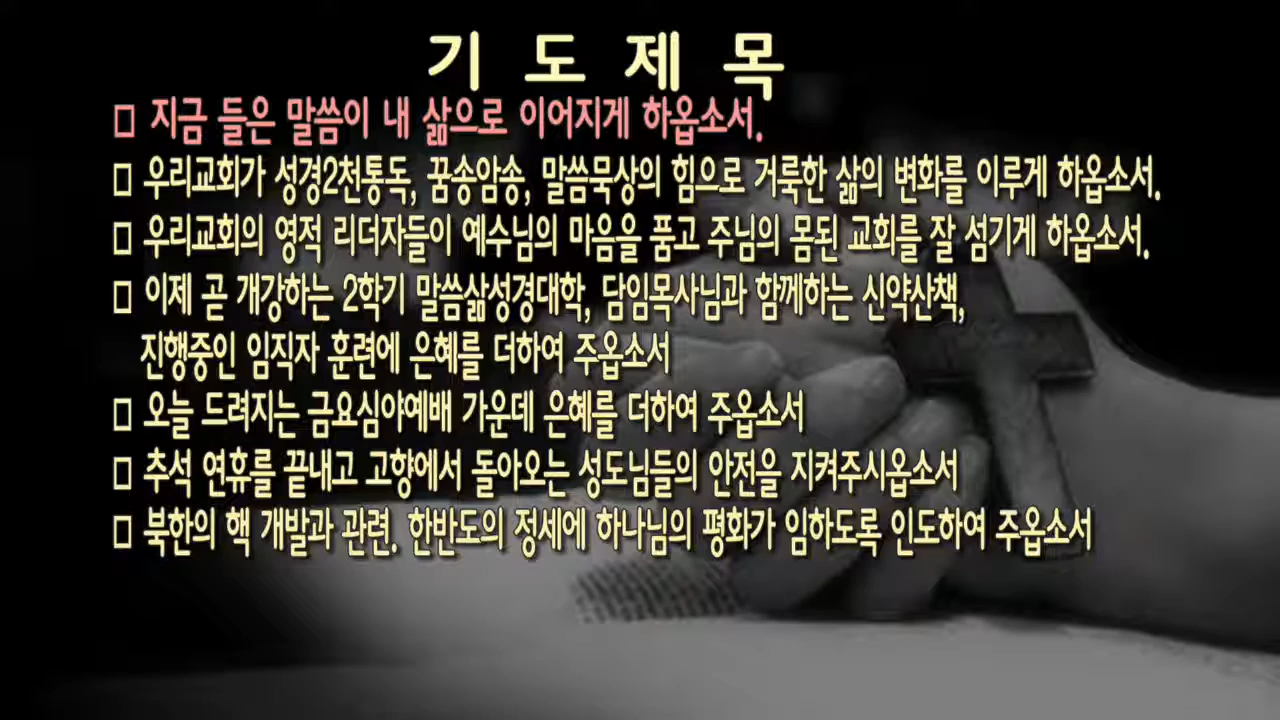 기 도 제 목
□ 지금 들은 말씀이 내 삶으로 이어지게 하옵소서.
□ 우리교회가 성경2천통독, 꿈송암송, 말씀묵상의 힘으로 거룩한 삶의 변화를 이루게 하옵소서.
□ 우리교회의 영적 리더자들이 예수님의 마음을 품고 주님의 몸된 교회를 잘 섬기게 하옵소서.
□ 이제 곧 개강하는 2학기 말씀삶성경대학, 담임목사님과 함께하는 신약산책,
진행중인 임직자 훈련에 은혜를 더하여 주옵소서
□ 오늘 드려지는 금요심야예배 가운데 은혜를 더하여 주옵소서
□ 추석 연휴를 끝내고 고향에서 돌아오는 성도님들의 안전을 지켜주시옵소서
□ 북한의 핵 개발과 관련. 한반도의 정세에 하나님의 평화가 임하도록 인도하여 주옵소서